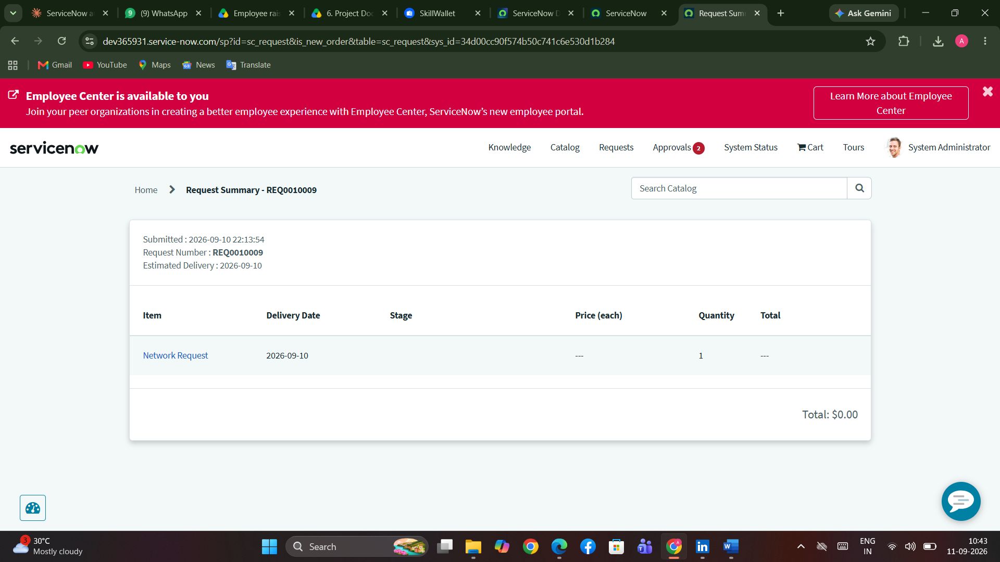 ServiceNow a
(9) WhatsApp
Employee rais
6. Project Doc
SkillWallet
ServiceNow D
ServiceNow
Request Sum
Ask Gemini
dev365931.service-now.com/sp?id=sc_request&is_new_order&table=sc_request&sys_id=34d00cc90f574b50c741c6e530d1b284
A
Gmail
YouTube
Maps
News
Translate
Employee Center is available to you
Join your peer organizations in creating a better employee experience with Employee Center, ServiceNow’s new employee portal.
Learn More about Employee
Center
servicenow
Knowledge
Catalog
Requests
Approvals 2
System Status
Cart
Tours
System Administrator
Home
Request Summary - REQ0010009
Search Catalog
Submitted : 2026-09-10 22:13:54
Request Number : REQ0010009
Estimated Delivery : 2026-09-10
Item Delivery Date Stage Price (each) Quantity Total
Network Request 2026-09-10 --- 1 ---
Total: $0.00
3
30°C
Mostly cloudy
Search
ENG
IN
10:43
11-09-2026